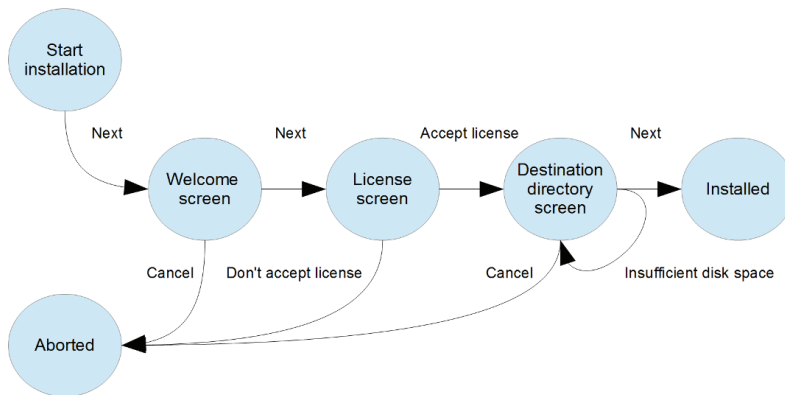 Start
installation
Next
Next
Accept license
Next
Welcome
screen
License
screen
Destination
directory
screen
Installed
Cancel
Don't accept license
Cancel
Insufficient disk space
Aborted